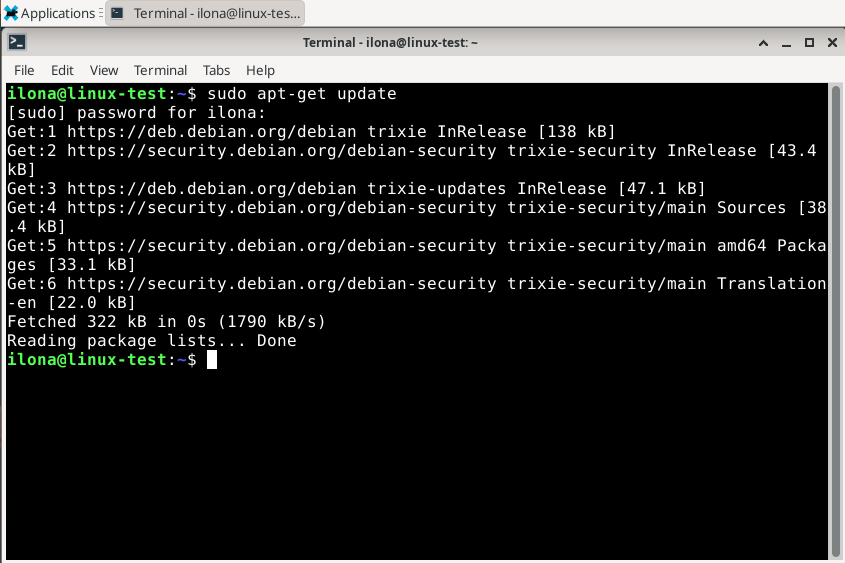 Applications
Terminal - ilona@linux-tes...
Terminal - ilona@linux-test: ~
File Edit View Terminal Tabs Help
ilona@linux-test:~$ sudo apt-get update
[sudo] password for ilona:
Get:1 https://deb.debian.org/debian trixie InRelease [138 kB]
Get:2 https://security.debian.org/debian-security trixie-security InRelease [43.4
kB]
Get:3 https://deb.debian.org/debian trixie-updates InRelease [47.1 kB]
Get:4 https://security.debian.org/debian-security trixie-security/main Sources [38
.4 kB]
Get:5 https://security.debian.org/debian-security trixie-security/main amd64 Packa
ges [33.1 kB]
Get:6 https://security.debian.org/debian-security trixie-security/main Translation
-en [22.0 kB]
Fetched 322 kB in 0s (1790 kB/s)
Reading package lists... Done
ilona@linux-test:~$